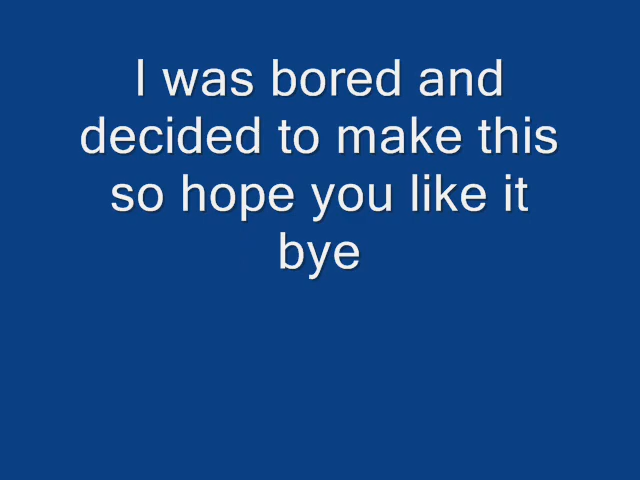 I was bored and
decided to make this
so hope you like it
bye